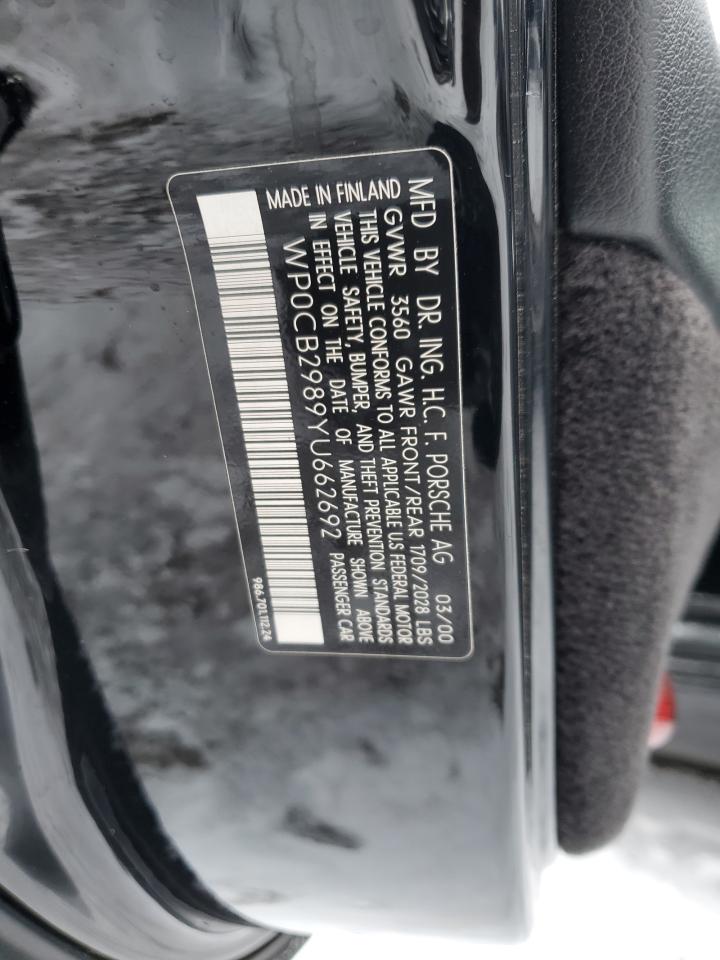 MFD BY DR. ING. H.C. F. PORSCHE AG 03/00
GVWR 3560 GAWR FRONT/REAR 1709/2028 LBS
MADE IN FINLAND
THIS VEHICLE CONFORMS TO ALL APPLICABLE US FEDERAL MOTOR
VEHICLE SAFETY, BUMPER, AND THEFT PREVENTION STANDARDS
IN EFFECT ON THE DATE OF MANUFACTURE SHOWN ABOVE
WP0CB2989YU662692 PASSENGER CAR
986.701.112.24